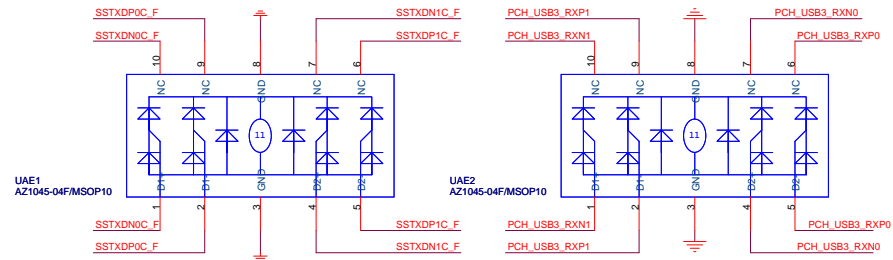 SSTXDP0C_F
SSTXDN1C_F
PCH_USB3_RXP1
PCH_USB3_RXN0
SSTXDN0C_F
SSTXDP1C_F
PCH_USB3_RXN1
PCH_USB3_RXP0
10 9 8 7 6
10 9 8 7 6
NC NC GND NC NC
NC NC GND NC NC
11
11
UAE1
AZ1045-04F/MSOP10
UAE2
AZ1045-04F/MSOP10
D1+ D1- GND D2+ D2-
D1+ D1- GND D2+ D2-
1 2 3 4 5
1 2 3 4 5
SSTXDN0C_F
SSTXDP1C_F
PCH_USB3_RXN1
PCH_USB3_RXP0
SSTXDP0C_F
SSTXDN1C_F
PCH_USB3_RXP1
PCH_USB3_RXN0